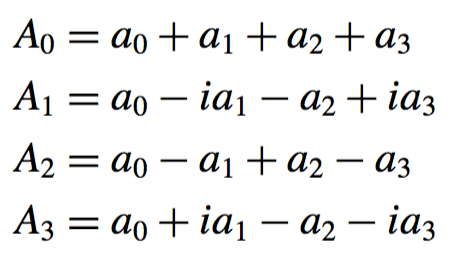 A₀ = a₀ + a₁ + a₂ + a₃
A₁ = a₀ − ia₁ − a₂ + ia₃
A₂ = a₀ − a₁ + a₂ − a₃
A₃ = a₀ + ia₁ − a₂ − ia₃